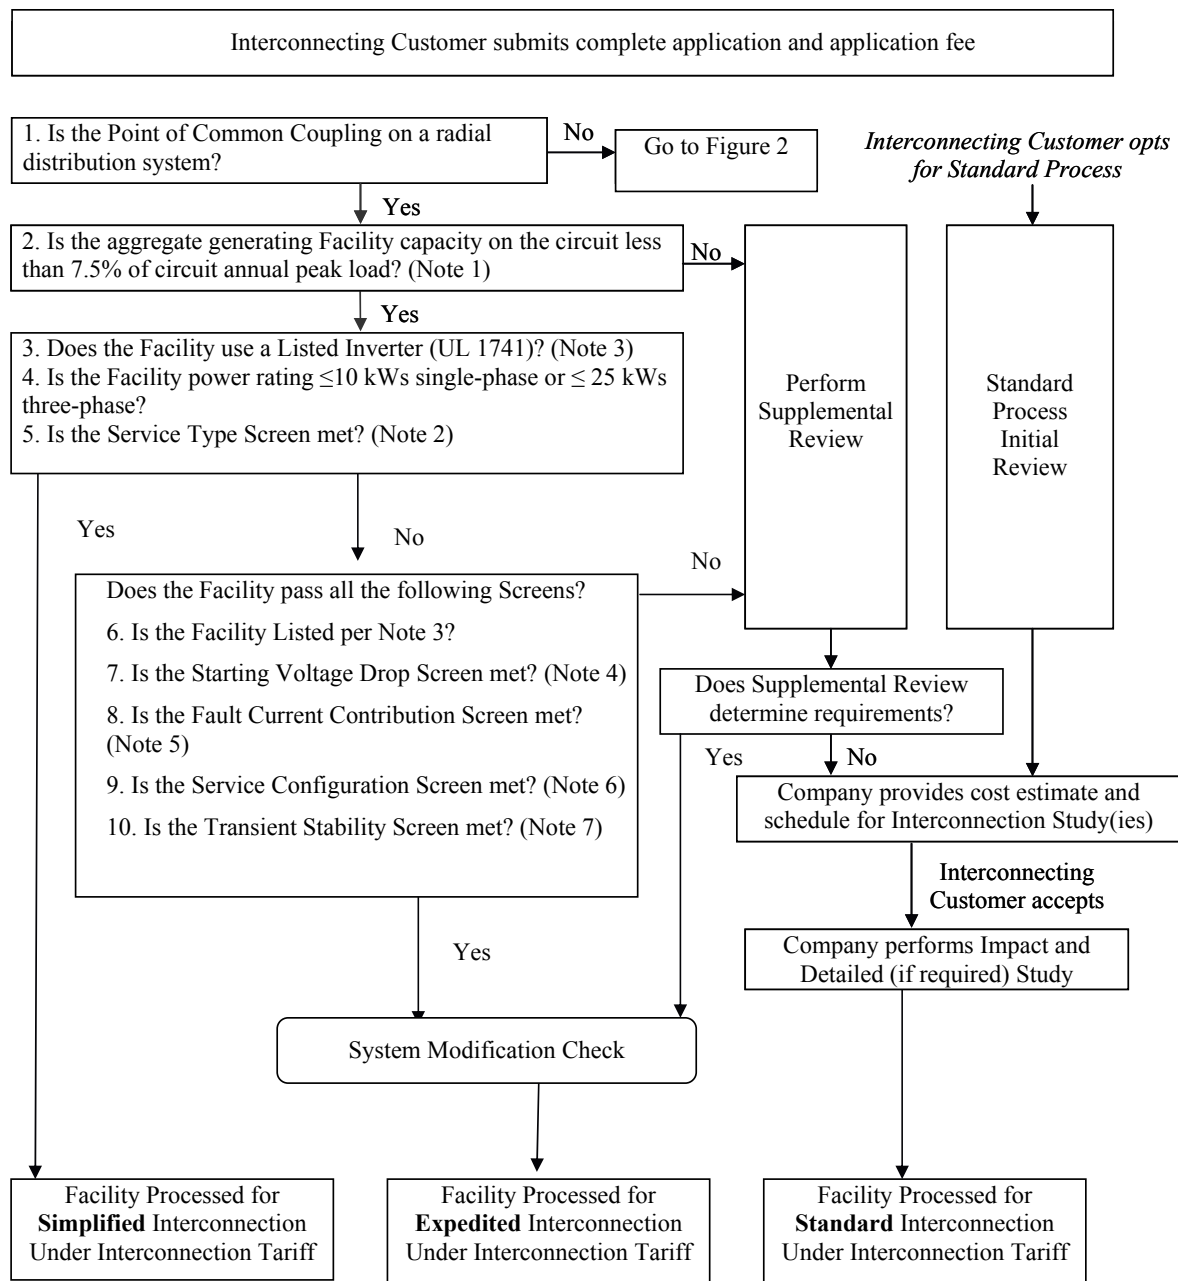 Interconnecting Customer submits complete application and application fee
1. Is the Point of Common Coupling on a radial
distribution system?
No
Go to Figure 2
Interconnecting Customer opts
for Standard Process
Yes
2. Is the aggregate generating Facility capacity on the circuit less
than 7.5% of circuit annual peak load? (Note 1)
No
Yes
3. Does the Facility use a Listed Inverter (UL 1741)? (Note 3)
4. Is the Facility power rating ≤10 kWs single-phase or ≤ 25 kWs
three-phase?
5. Is the Service Type Screen met? (Note 2)
Perform
Supplemental
Review
Standard
Process
Initial
Review
Yes
No
No
Does the Facility pass all the following Screens?
6. Is the Facility Listed per Note 3?
7. Is the Starting Voltage Drop Screen met? (Note 4)
8. Is the Fault Current Contribution Screen met?
(Note 5)
9. Is the Service Configuration Screen met? (Note 6)
10. Is the Transient Stability Screen met? (Note 7)
Does Supplemental Review
determine requirements?
Yes
No
Company provides cost estimate and
schedule for Interconnection Study(ies)
Interconnecting
Customer accepts
Yes
Company performs Impact and
Detailed (if required) Study
System Modification Check
Facility Processed for
Simplified Interconnection
Under Interconnection Tariff
Facility Processed for
Expedited Interconnection
Under Interconnection Tariff
Facility Processed for
Standard Interconnection
Under Interconnection Tariff